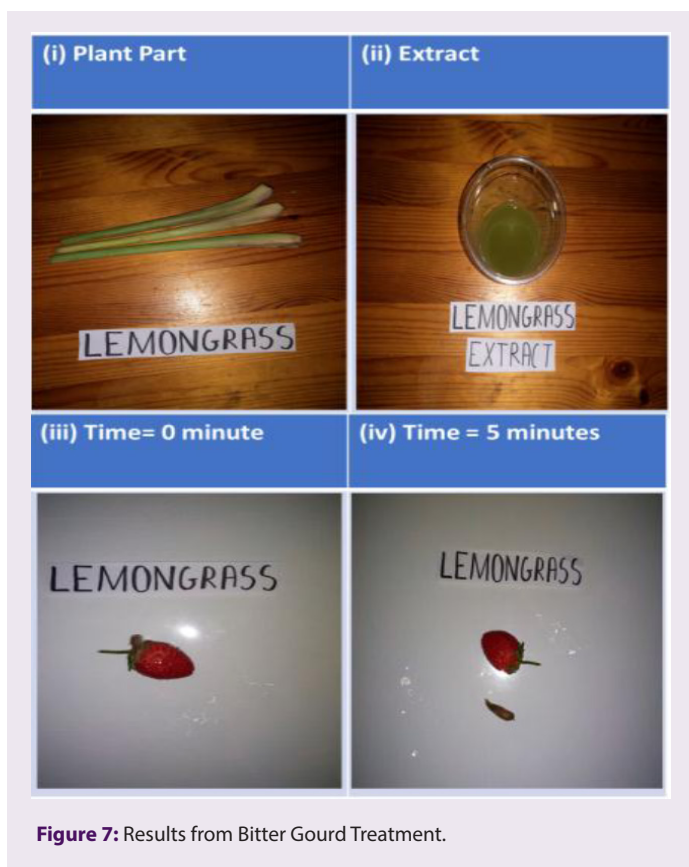 (i) Plant Part
(ii) Extract
LEMONGRASS
LEMONGRASS
EXTRACT
(iii) Time= 0 minute
(iv) Time = 5 minutes
LEMONGRASS
LEMONGRASS
Figure 7: Results from Bitter Gourd Treatment.